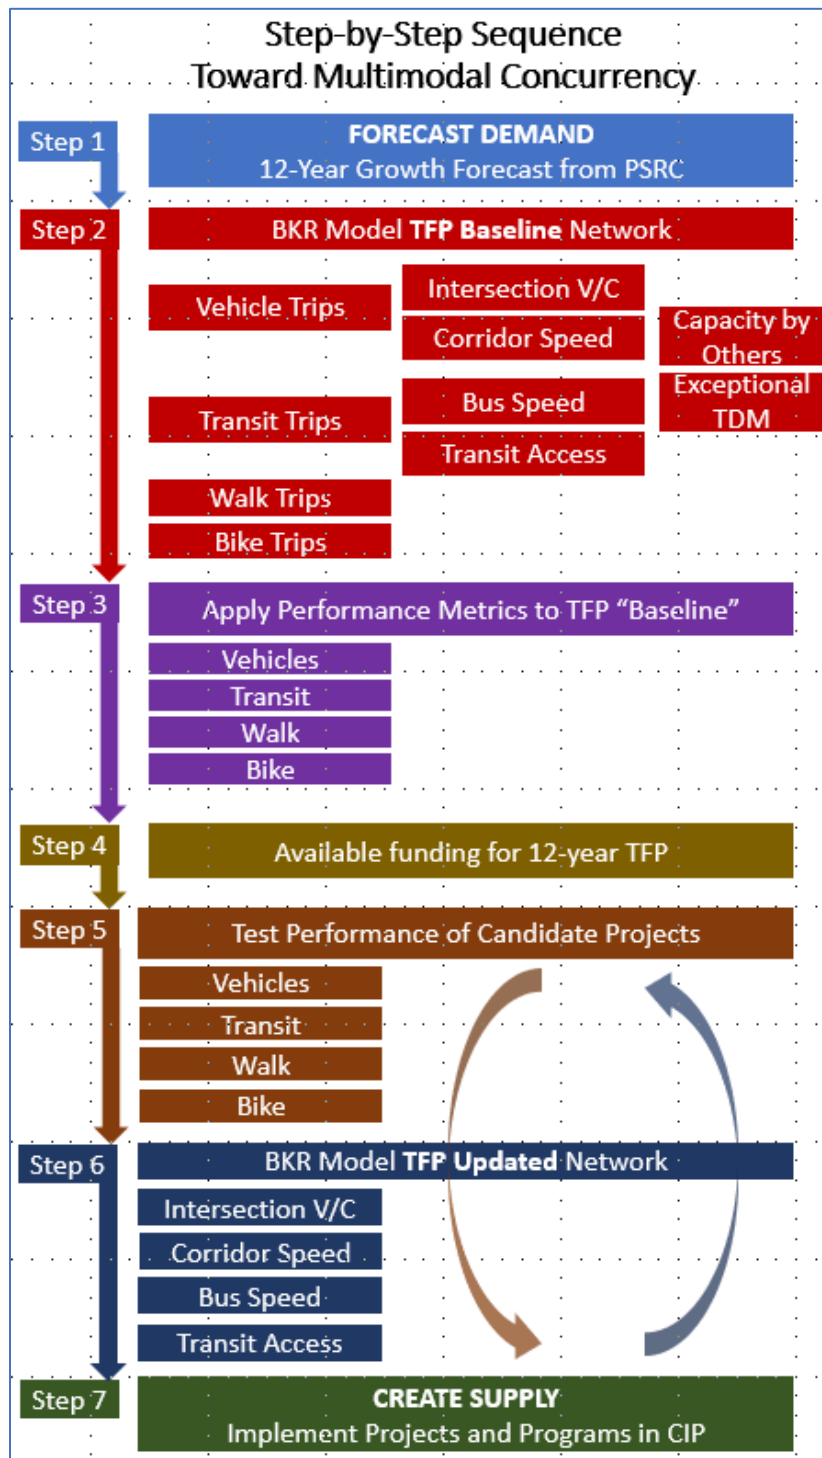 Step-by-Step Sequence
Toward Multimodal Concurrency
Step 1
FORECAST DEMAND
12-Year Growth Forecast from PSRC
Step 2
BKR Model TFP Baseline Network
Vehicle Trips
Intersection V/C
Corridor Speed
Capacity by
Others
Transit Trips
Bus Speed
Transit Access
Exceptional
TDM
Walk Trips
Bike Trips
Step 3
Apply Performance Metrics to TFP “Baseline”
Vehicles
Transit
Walk
Bike
Step 4
Available funding for 12-year TFP
Step 5
Test Performance of Candidate Projects
Vehicles
Transit
Walk
Bike
Step 6
BKR Model TFP Updated Network
Intersection V/C
Corridor Speed
Bus Speed
Transit Access
Step 7
CREATE SUPPLY
Implement Projects and Programs in CIP